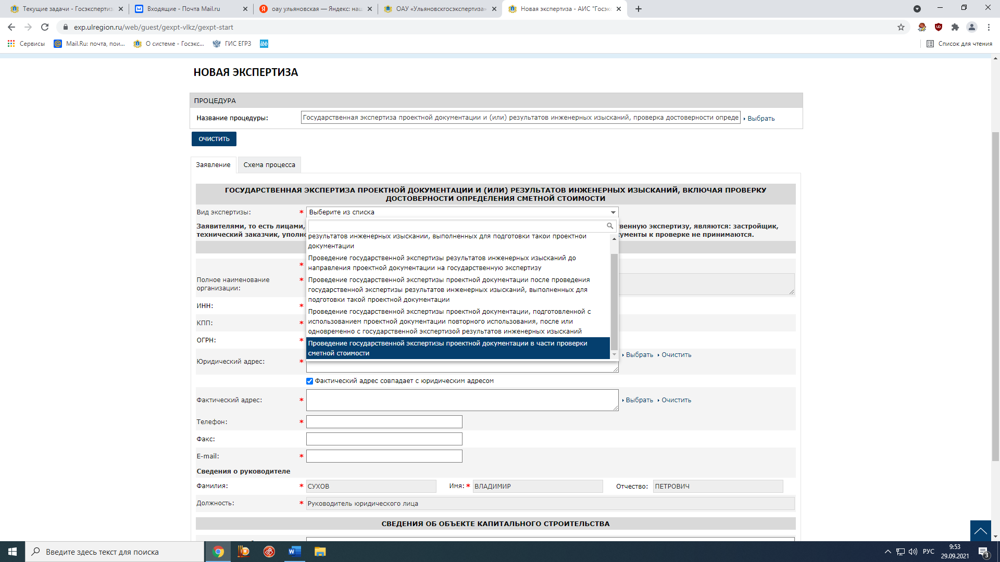 Текущие задачи - Госэкспертиз
Входящие - Почта Mail.ru
оау ульяновская — Яндекс: наш
ОАУ «Ульяновскгосэкспертиза»
Новая экспертиза - АИС "Госэк
exp.ulregion.ru/web/guest/gexpt-vlkz/gexpt-start
Сервисы
Mail.Ru: почта, пои...
О системе - Госэкс...
ГИС ЕГРЗ
ibb
Список для чтения
НОВАЯ ЭКСПЕРТИЗА
ПРОЦЕДУРА
Название процедуры:
Государственная экспертиза проектной документации и (или) результатов инженерных изысканий, проверка достоверности опреде
Выбрать
ОЧИСТИТЬ
Заявление
Схема процесса
ГОСУДАРСТВЕННАЯ ЭКСПЕРТИЗА ПРОЕКТНОЙ ДОКУМЕНТАЦИИ И (ИЛИ) РЕЗУЛЬТАТОВ ИНЖЕНЕРНЫХ ИЗЫСКАНИЙ, ВКЛЮЧАЯ ПРОВЕРКУ
ДОСТОВЕРНОСТИ ОПРЕДЕЛЕНИЯ СМЕТНОЙ СТОИМОСТИ
Вид экспертизы: * Выберите из списка
Заявителями, то есть лицами, твенную экспертизу, являются: застройщик,
технический заказчик, уполно кументы к проверке не принимаются.
результатов инженерных изысканий, выполненных для подготовки такой проектной
документации
Проведение государственной экспертизы результатов инженерных изысканий до
направления проектной документации на государственную экспертизу
Проведение государственной экспертизы проектной документации после проведения
государственной экспертизы результатов инженерных изысканий, выполненных для
подготовки такой проектной документации
Проведение государственной экспертизы проектной документации, подготовленной с
использованием проектной документации повторного использования, после или
одновременно с государственной экспертизой результатов инженерных изысканий
Проведение государственной экспертизы проектной документации в части проверки
сметной стоимости
*
Полное наименование *
организации:
ИНН: *
КПП: *
ОГРН: *
Юридический адрес: * Выбрать Очистить
Фактический адрес совпадает с юридическим адресом
Фактический адрес: * Выбрать Очистить
Телефон: *
Факс:
E-mail: *
Сведения о руководителе
Фамилия: * СУХОВ Имя: * ВЛАДИМИР Отчество: ПЕТРОВИЧ
Должность: * Руководитель юридического лица
СВЕДЕНИЯ ОБ ОБЪЕКТЕ КАПИТАЛЬНОГО СТРОИТЕЛЬСТВА
Введите здесь текст для поиска
РУС
9:53
29.09.2021
3